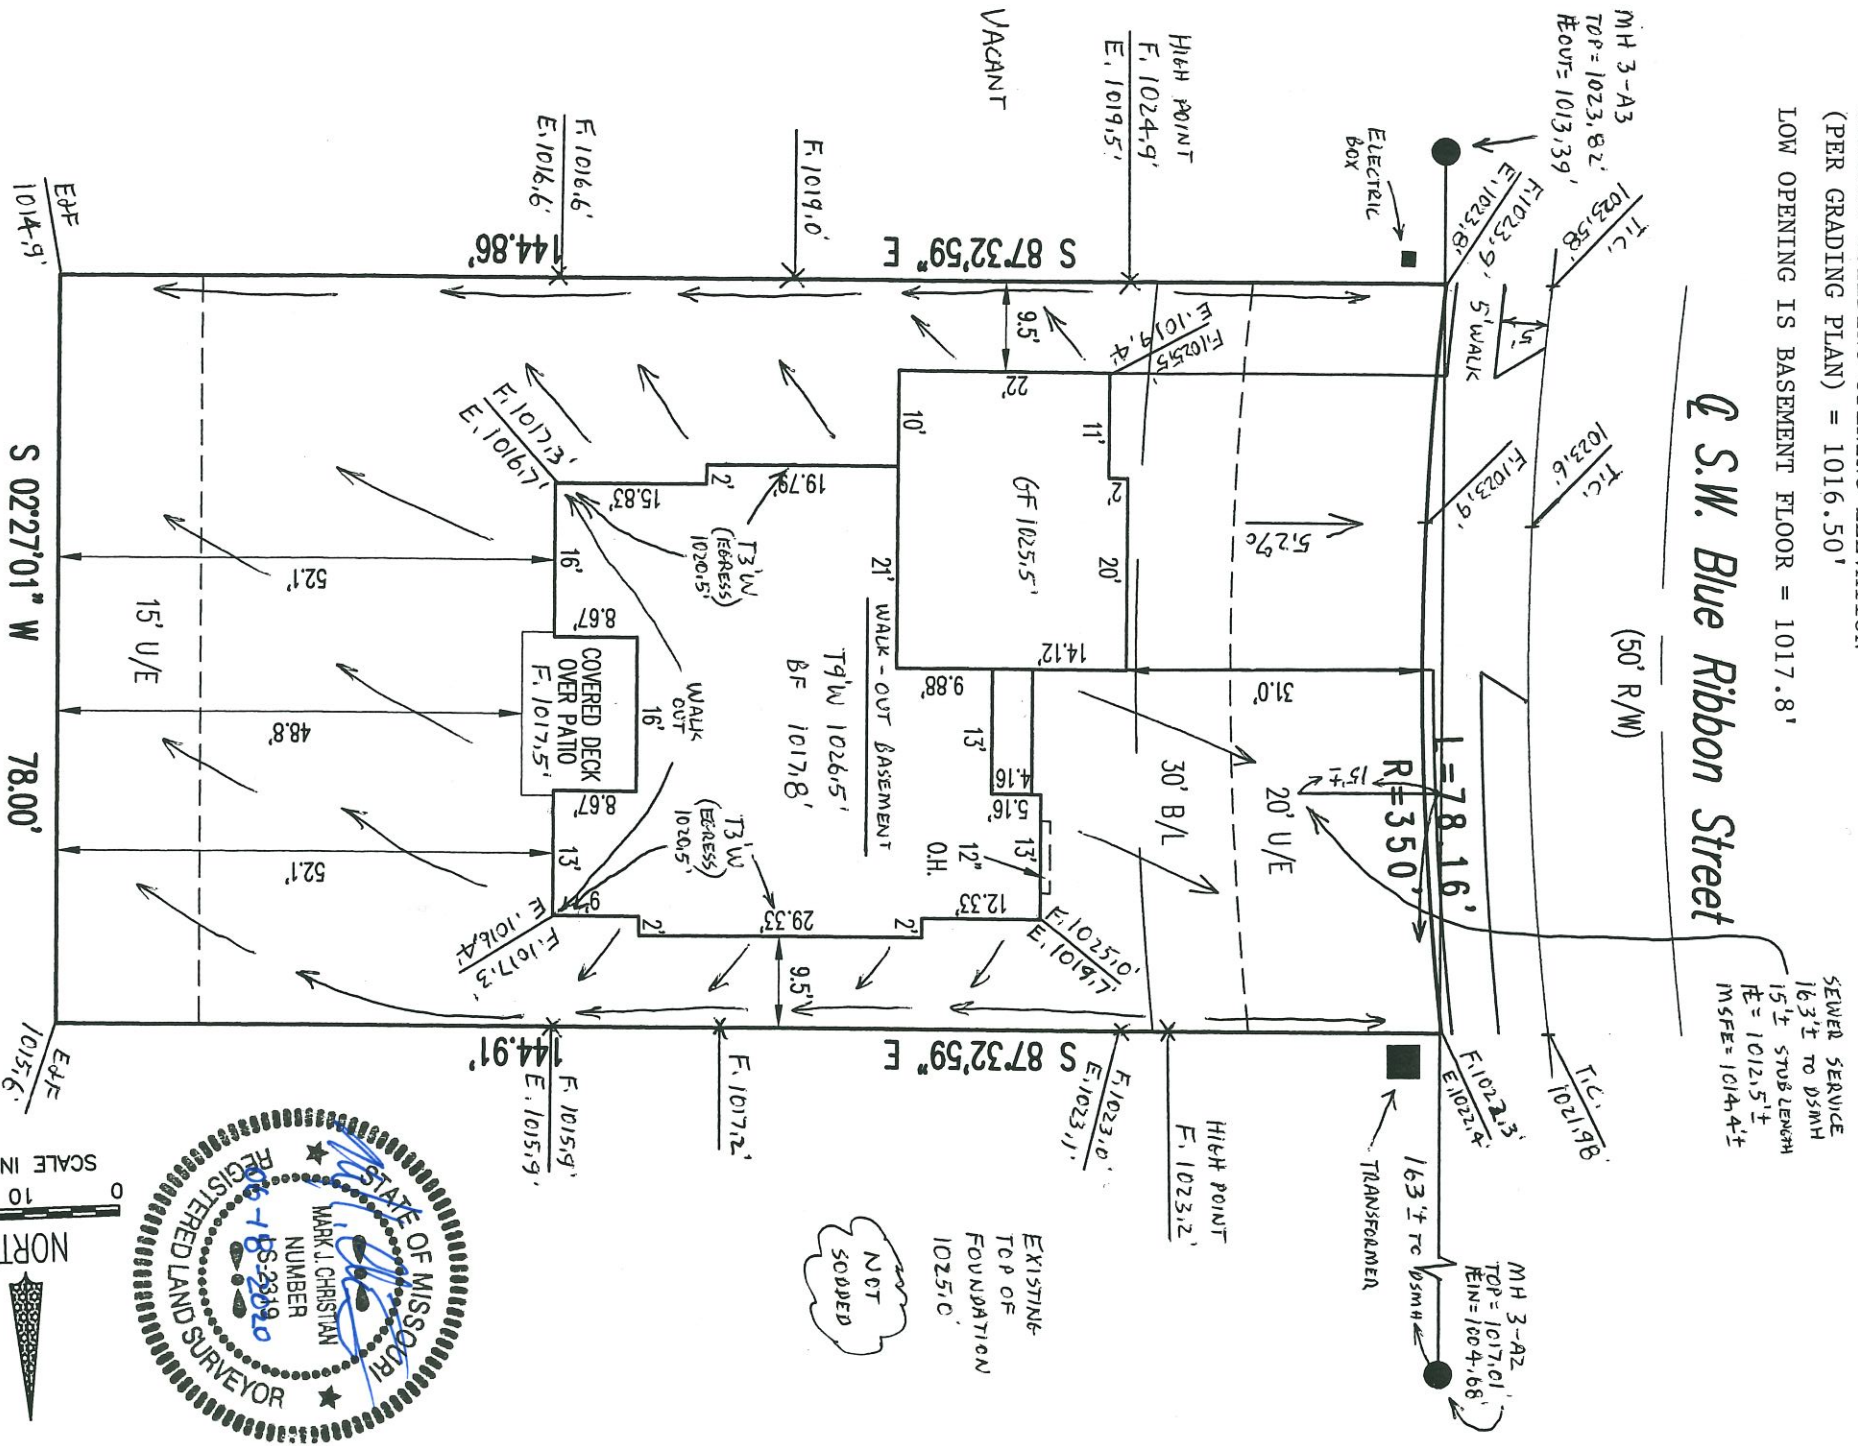 (PER GRADING PLAN) = 1016.50'
LOW OPENING IS BASEMENT FLOOR = 1017.8'
MH 3-A3
TOP = 1023.82'
FLOUT = 1013.39'
T.C.
1023.58'
F. 1023.9'
E. 1023.8'
5' WALK
5'
T.C.
1023.6'
F. 1023.9'
℄ S.W. Blue Ribbon Street
(50' R/W)
SEWER SERVICE
163'± TO DSMH
15'± STUB LENGTH
FL = 1012.5'±
MSFE = 1014.4'±
T.C.
1021.98'
F. 1022.3'
E. 1022.4'
MH 3-A2
TOP = 1017.01'
FLIN = 1004.68'
163'± TO DSMH
TRANSFORMER
ELECTRIC
BOX
HIGH POINT
F. 1024.9'
E. 1019.5'
VACANT
F. 1019.0'
F. 1016.6'
E. 1016.6'
E&F
1014.9'
S 87°32'59" E
144.86'
9.5'
F. 1025.5'
E. 1019.4'
22'
11'
10'
2'
20'
GF 1025.5'
5.2%
21'
14.12'
31.0'
L=78.16'
R=350'
15'±
20' U/E
30' B/L
9.88'
13'
4.16
5.16'
13'
12"
O.H.
12.33'
F. 1025.0'
E. 1019.7'
WALK-OUT BASEMENT
T9'W 1026.5'
BF 1017.8'
19.79'
2'
15.83'
T3'W
(EGRESS)
1020.5'
F. 1017.3'
E. 1016.7'
16'
8.67'
COVERED DECK
OVER PATIO
F. 1017.5'
16'
WALK
OUT
8.67'
13'
9'
2'
29.33'
2'
T3'W
(EGRESS)
1020.5'
F. 1017.3'
E. 1016.4'
9.5'
52.1'
48.8'
52.1'
15' U/E
S 02°27'01" W
78.00'
E&F
1015.6'
S 87°32'59" E
144.91'
F. 1015.9'
E. 1015.9'
F. 1017.2'
F. 1023.0'
E. 1023.1'
HIGH POINT
F. 1023.2'
EXISTING
TOP OF
FOUNDATION
1025.0'
NOT
SODDED
STATE OF MISSOURI
MARK J. CHRISTIAN
NUMBER
LS-2319
06-18-2020
REGISTERED LAND SURVEYOR
SCALE IN
0
10
NORT